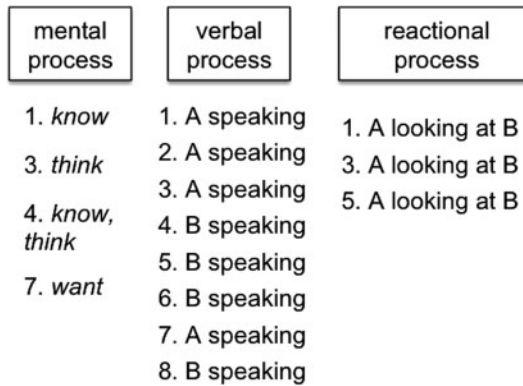 mental
process
1. know
3. think
4. know,
think
7. want
verbal
process
1. A speaking
2. A speaking
3. A speaking
4. B speaking
5. B speaking
6. B speaking
7. A speaking
8. B speaking
reactional
process
1. A looking at B
3. A looking at B
5. A looking at B